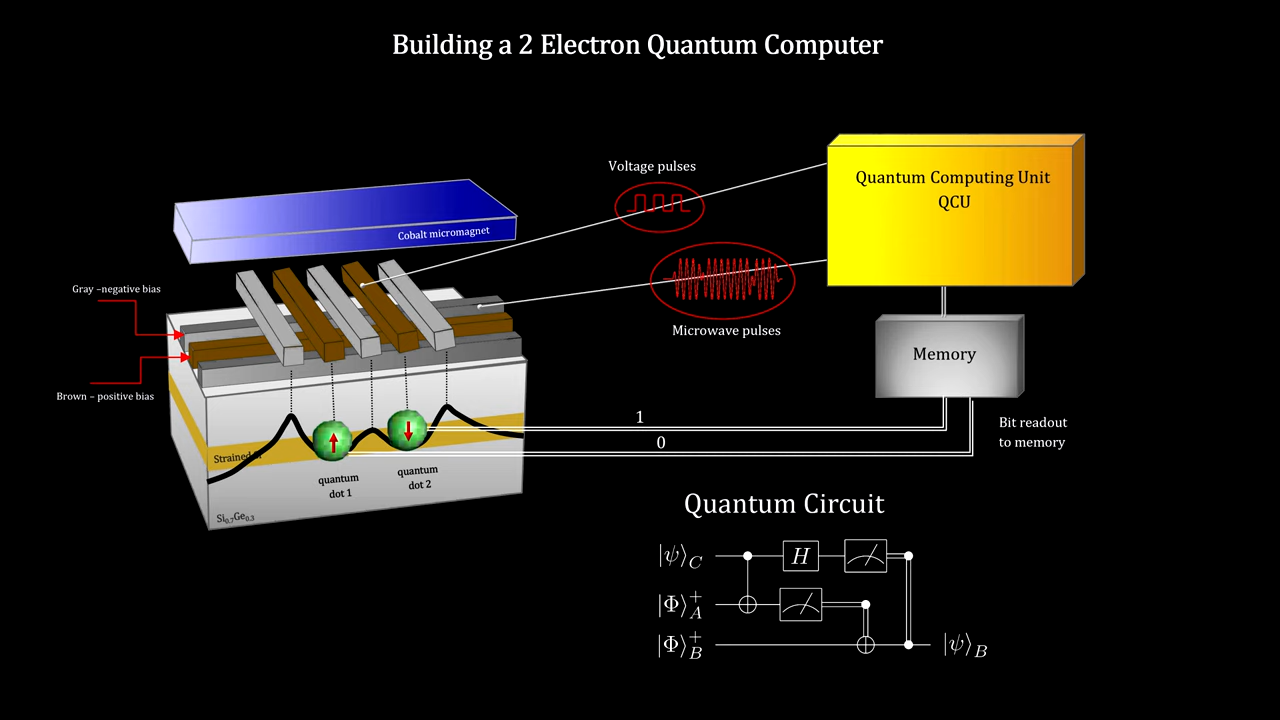 Building a 2 Electron Quantum Computer
Voltage pulses
Quantum Computing Unit
QCU
Cobalt micromagnet
Gray –negative bias
Microwave pulses
Memory
Brown – positive bias
1
0
Bit readout
to memory
Strained
quantum
dot 1
quantum
dot 2
Si₀.₇Ge₀.₃
Quantum Circuit
|ψ⟩C
H
|Φ⟩A⁺
|Φ⟩B⁺
|ψ⟩B